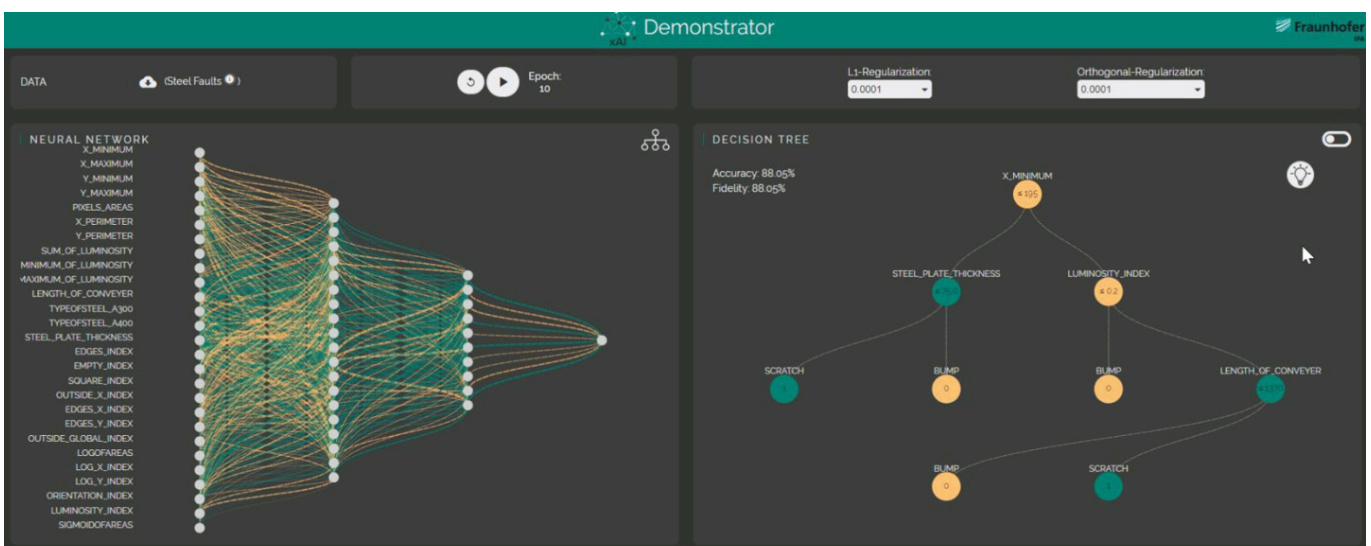 xAI Demonstrator
Fraunhofer
IPA
DATA
(Steel Faults )
Epoch:
10
L1-Regularization:
0.0001
Orthogonal-Regularization:
0.0001
NEURAL NETWORK
X_MINIMUM
X_MAXIMUM
Y_MINIMUM
Y_MAXIMUM
PIXELS_AREAS
X_PERIMETER
Y_PERIMETER
SUM_OF_LUMINOSITY
MINIMUM_OF_LUMINOSITY
MAXIMUM_OF_LUMINOSITY
LENGTH_OF_CONVEYER
TYPEOFSTEEL_A300
TYPEOFSTEEL_A400
STEEL_PLATE_THICKNESS
EDGES_INDEX
EMPTY_INDEX
SQUARE_INDEX
OUTSIDE_X_INDEX
EDGES_X_INDEX
EDGES_Y_INDEX
OUTSIDE_GLOBAL_INDEX
LOGOFAREAS
LOG_X_INDEX
LOG_Y_INDEX
ORIENTATION_INDEX
LUMINOSITY_INDEX
SIGMOIDOFAREAS
DECISION TREE
Accuracy: 88.05%
Fidelity: 88.05%
X_MINIMUM
≤ 195
STEEL_PLATE_THICKNESS
LUMINOSITY_INDEX
≤ 0.2
SCRATCH
1
BUMP
0
BUMP
0
LENGTH_OF_CONVEYER
BUMP
0
SCRATCH
1